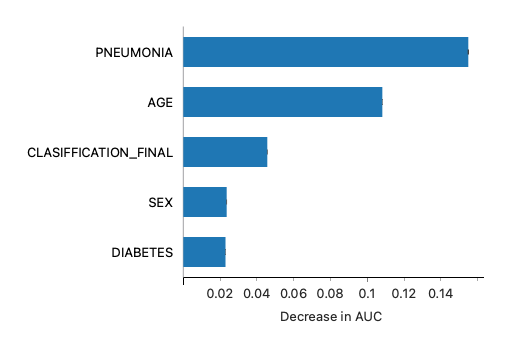 PNEUMONIA
AGE
CLASIFFICATION_FINAL
SEX
DIABETES
0.02 0.04 0.06 0.08 0.1 0.12 0.14
Decrease in AUC